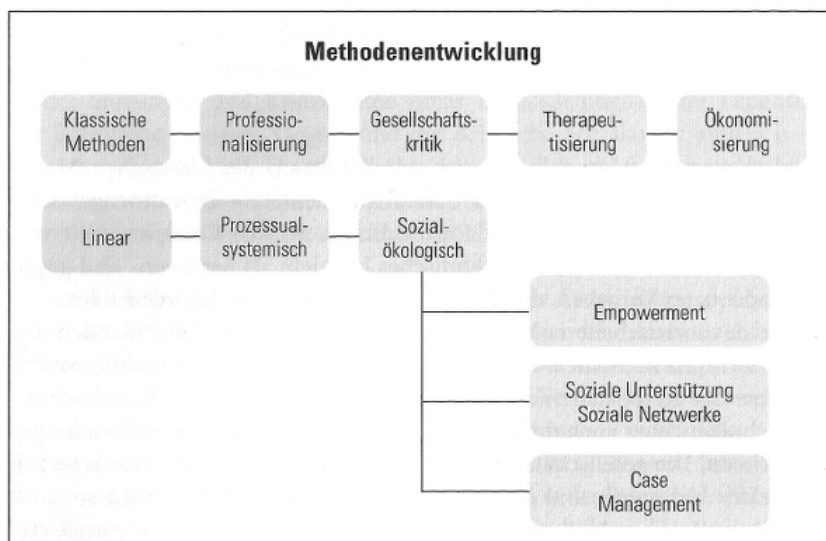 Methodenentwicklung
Klassische
Methoden
Professio-
nalisierung
Gesellschafts-
kritik
Therapeu-
tisierung
Ökonomi-
sierung
Linear
Prozessual-
systemisch
Sozial-
ökologisch
Empowerment
Soziale Unterstützung
Soziale Netzwerke
Case
Management